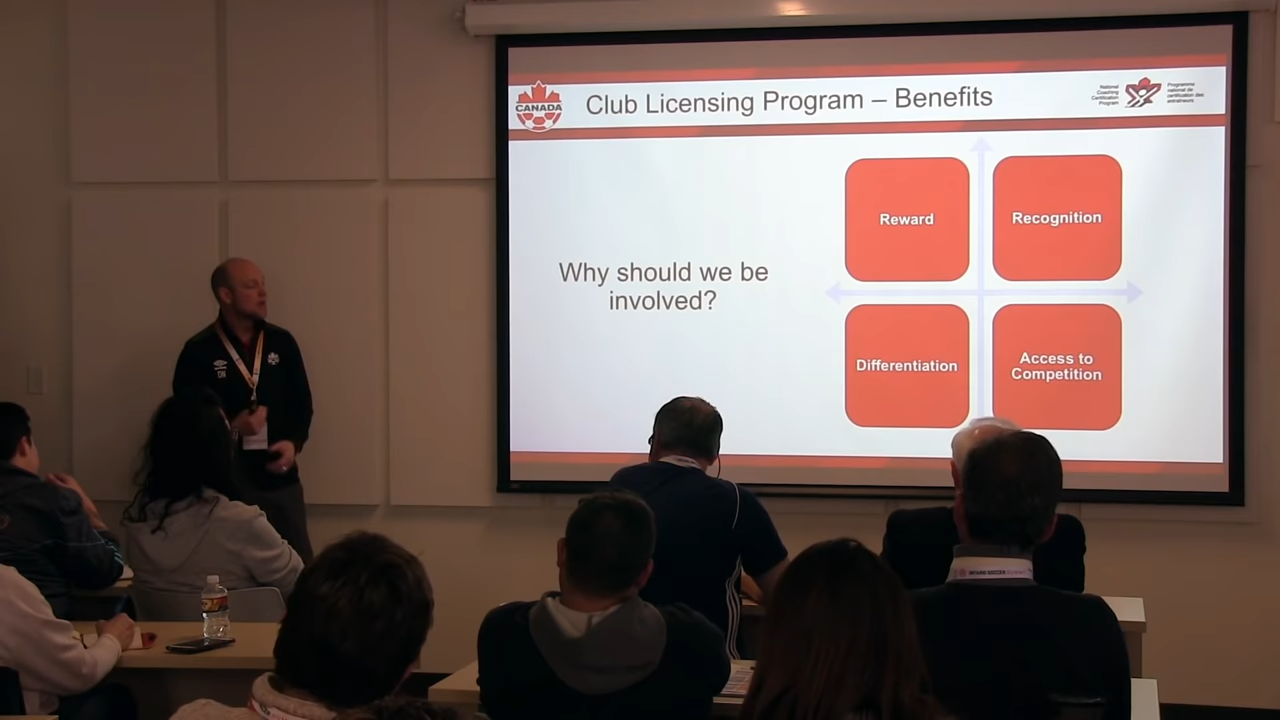 CANADA
Club Licensing Program – Benefits
National
Coaching
Certification
Program
Programme
national de
certification des
entraîneurs
Why should we be
involved?
Reward
Recognition
Differentiation
Access to
Competition